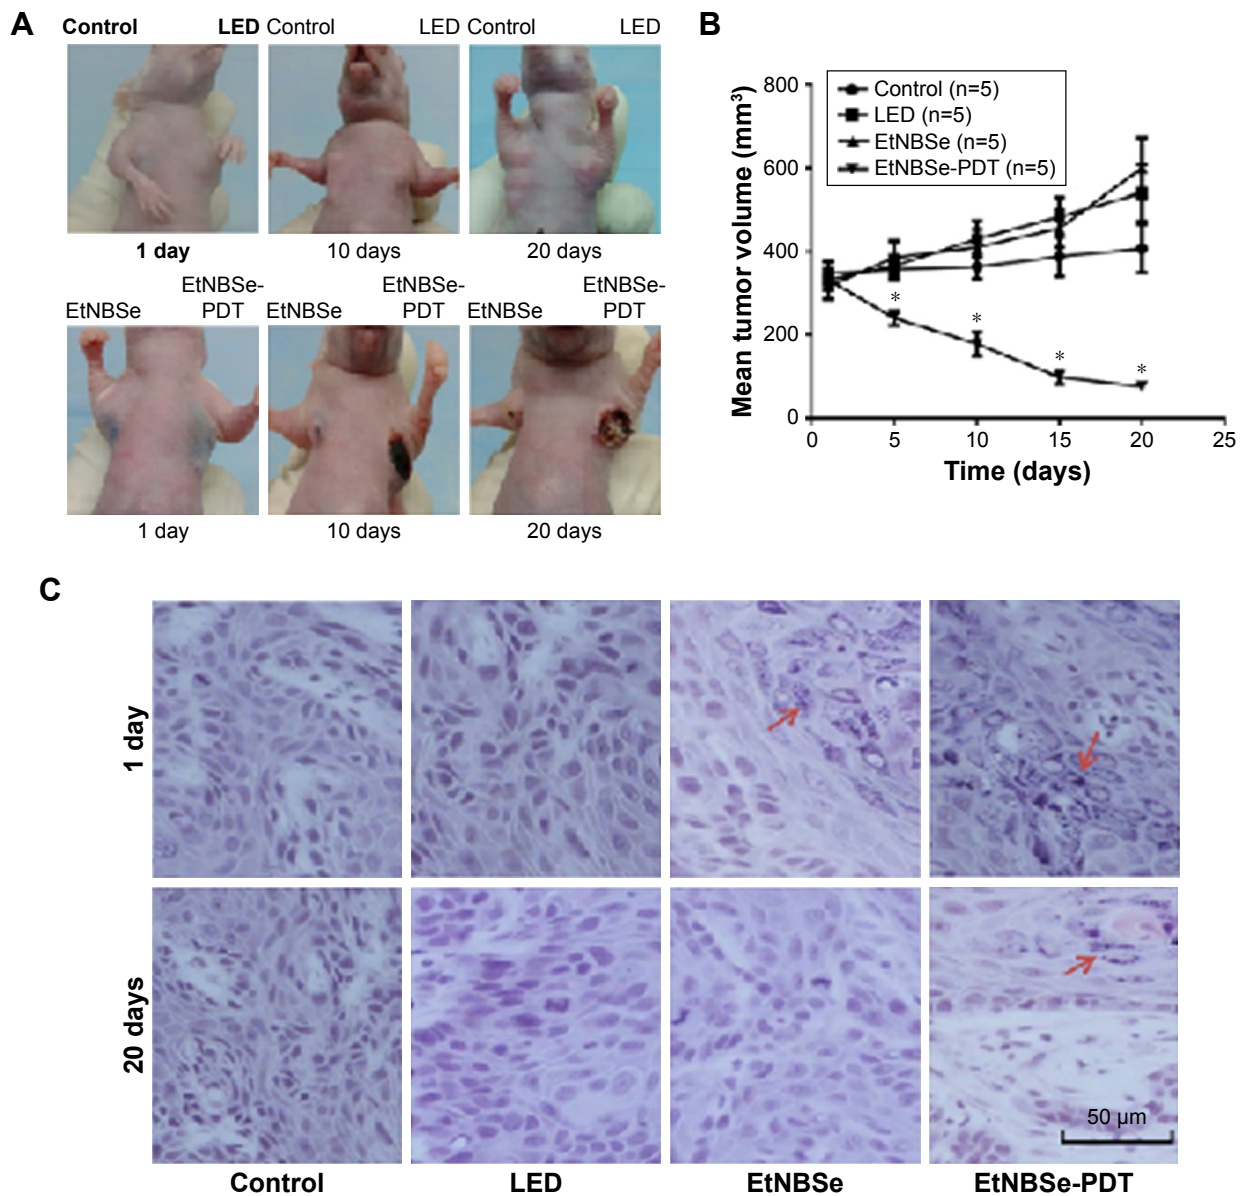 A
Control LED Control LED Control LED
1 day 10 days 20 days
EtNBSe EtNBSe-PDT EtNBSe EtNBSe-PDT EtNBSe EtNBSe-PDT
1 day 10 days 20 days
B
Mean tumor volume (mm³)
800
600
400
200
0
Control (n=5)
LED (n=5)
EtNBSe (n=5)
EtNBSe-PDT (n=5)
*
*
*
*
0 5 10 15 20 25
Time (days)
C
1 day
20 days
50 µm
Control LED EtNBSe EtNBSe-PDT